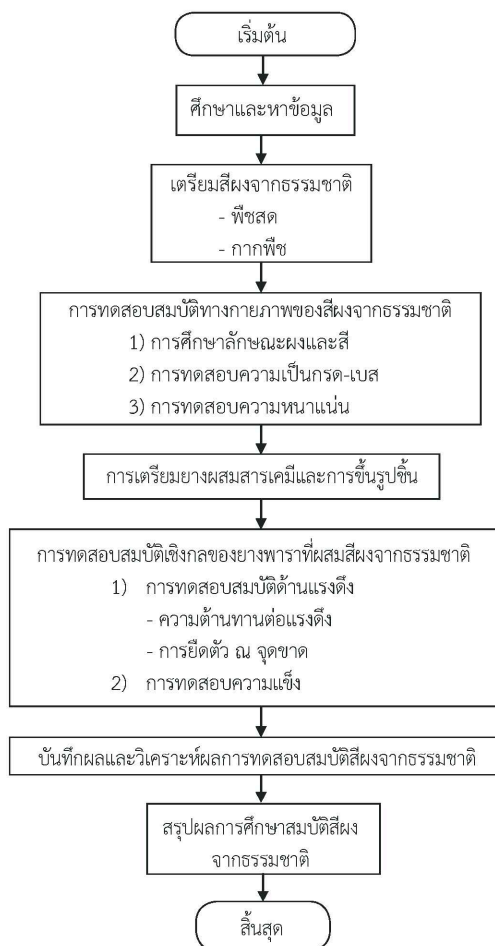 เริ่มต้น
ศึกษาและหาข้อมูล
เตรียมสีผงจากธรรมชาติ
- พืชสด
- กากพืช
การทดสอบสมบัติทางกายภาพของสีผงจากธรรมชาติ
1) การศึกษาลักษณะผงและสี
2) การทดสอบความเป็นกรด-เบส
3) การทดสอบความหนาแน่น
การเตรียมยางผสมสารเคมีและการขึ้นรูปชิ้น
การทดสอบสมบัติเชิงกลของยางพาราที่ผสมสีผงจากธรรมชาติ
1) การทดสอบสมบัติด้านแรงดึง
- ความต้านทานต่อแรงดึง
- การยืดตัว ณ จุดขาด
2) การทดสอบความแข็ง
บันทึกผลและวิเคราะห์ผลการทดสอบสมบัติสีผงจากธรรมชาติ
สรุปผลการศึกษาสมบัติสีผง
จากธรรมชาติ
สิ้นสุด